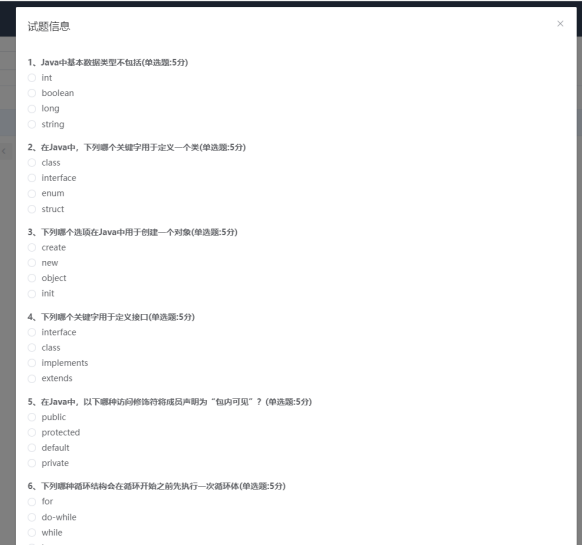 试题信息
1、Java中基本数据类型不包括(单选题:5分)
int
boolean
long
string
2、在Java中，下列哪个关键字用于定义一个类(单选题:5分)
class
interface
enum
struct
3、下列哪个选项在Java中用于创建一个对象(单选题:5分)
create
new
object
init
4、下列哪个关键字用于定义接口(单选题:5分)
interface
class
implements
extends
5、在Java中，以下哪种访问修饰符将成员声明为“包内可见”？(单选题:5分)
public
protected
default
private
6、下列哪种循环结构会在循环开始之前先执行一次循环体(单选题:5分)
for
do-while
while